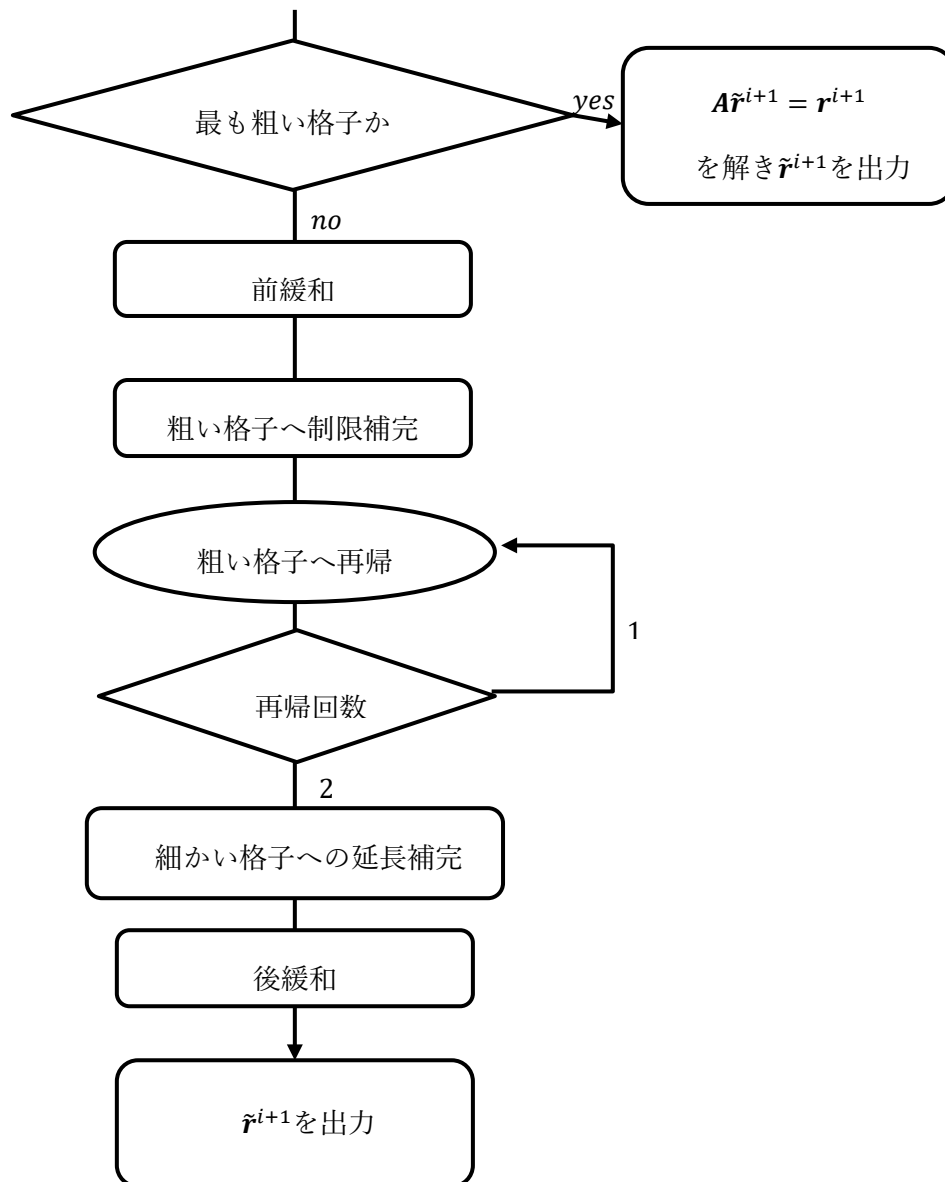 最も粗い格子か
yes
𝑨𝒓̃ⁱ⁺¹ = 𝒓ⁱ⁺¹
を解き𝒓̃ⁱ⁺¹を出力
no
前緩和
粗い格子へ制限補完
粗い格子へ再帰
1
再帰回数
2
細かい格子への延長補完
後緩和
𝒓̃ⁱ⁺¹を出力